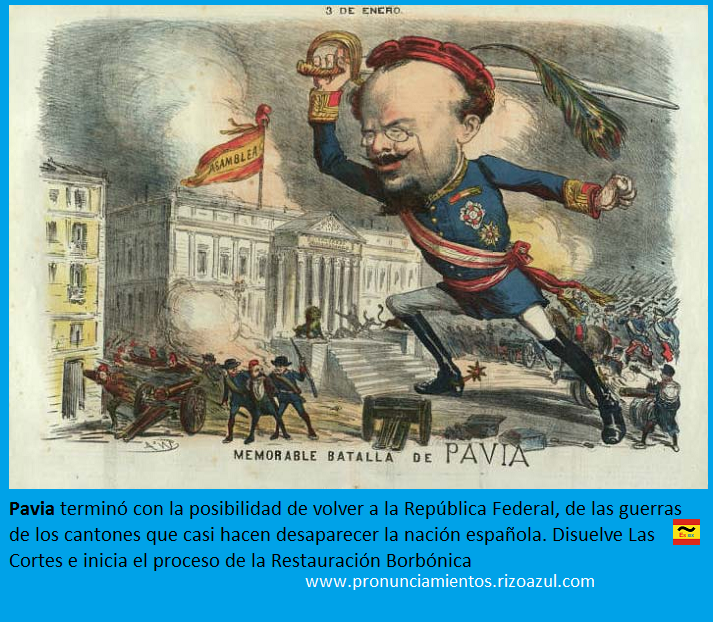 3 DE ENERO.
ASAMBLEA
MEMORABLE BATALLA DE PAVIA
Pavia terminó con la posibilidad de volver a la República Federal, de las guerras
de los cantones que casi hacen desaparecer la nación española. Disuelve Las
Cortes e inicia el proceso de la Restauración Borbónica
www.pronunciamientos.rizoazul.com